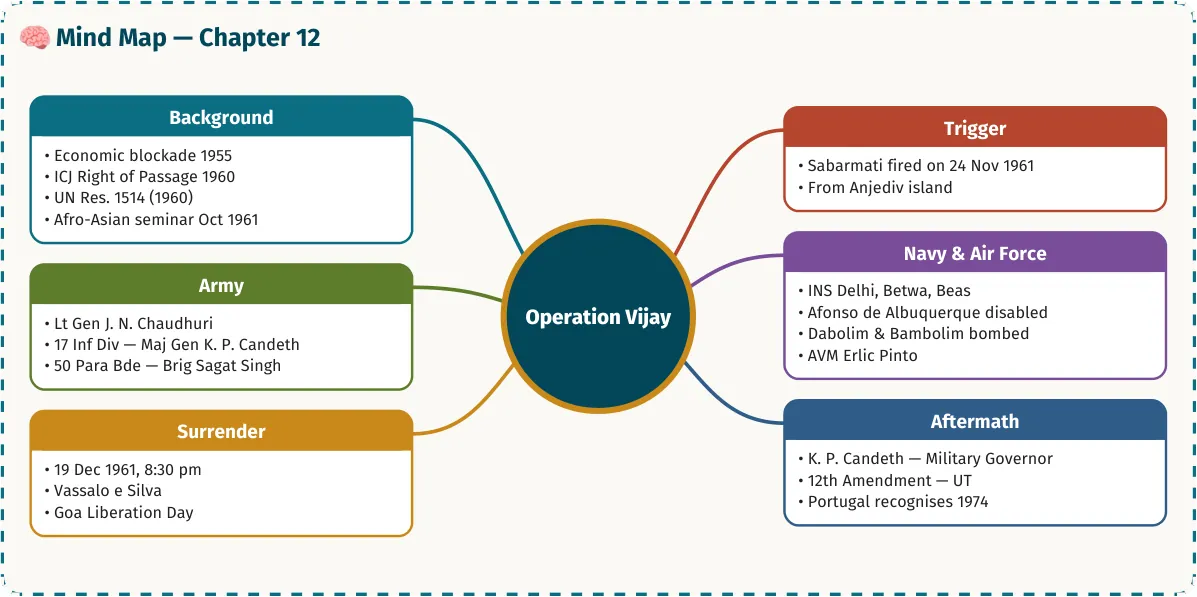 🧠 Mind Map — Chapter 12
Background
• Economic blockade 1955
• ICJ Right of Passage 1960
• UN Res. 1514 (1960)
• Afro-Asian seminar Oct 1961
Army
• Lt Gen J. N. Chaudhuri
• 17 Inf Div — Maj Gen K. P. Candeth
• 50 Para Bde — Brig Sagat Singh
Surrender
• 19 Dec 1961, 8:30 pm
• Vassalo e Silva
• Goa Liberation Day
Operation Vijay
Trigger
• Sabarmati fired on 24 Nov 1961
• From Anjediv island
Navy & Air Force
• INS Delhi, Betwa, Beas
• Afonso de Albuquerque disabled
• Dabolim & Bambolim bombed
• AVM Erlic Pinto
Aftermath
• K. P. Candeth — Military Governor
• 12th Amendment — UT
• Portugal recognises 1974